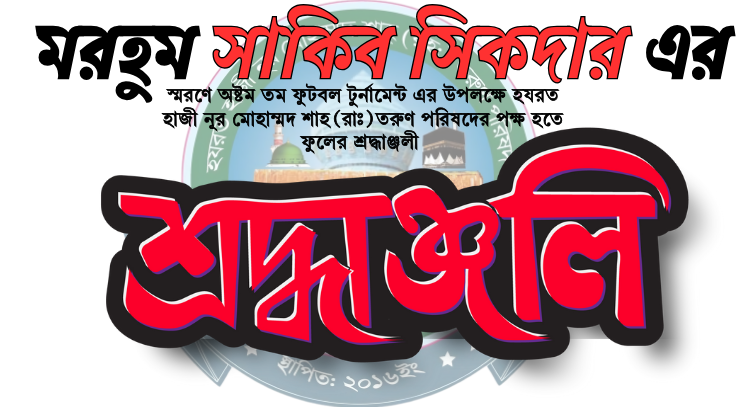 মরহুম সাকিব সিকদার এর
স্মরণে অষ্টম তম ফুটবল টুর্নামেন্ট এর উপলক্ষে হযরত
হাজী নূর মোহাম্মদ শাহ (রাঃ) তরুণ পরিষদের পক্ষ হতে
ফুলের শ্রদ্ধাঞ্জলী
শ্রদ্ধাঞ্জলি
স্থাপিত: ২০১৬ইং